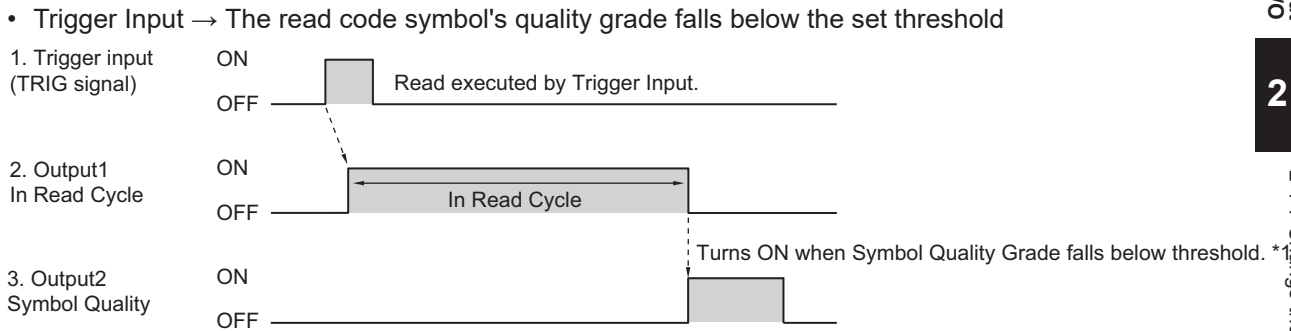 • Trigger Input → The read code symbol's quality grade falls below the set threshold
1. Trigger input
(TRIG signal)
ON
OFF
Read executed by Trigger Input.
2. Output1
In Read Cycle
ON
OFF
In Read Cycle
Turns ON when Symbol Quality Grade falls below threshold. *1
3. Output2
Symbol Quality
ON
OFF
2